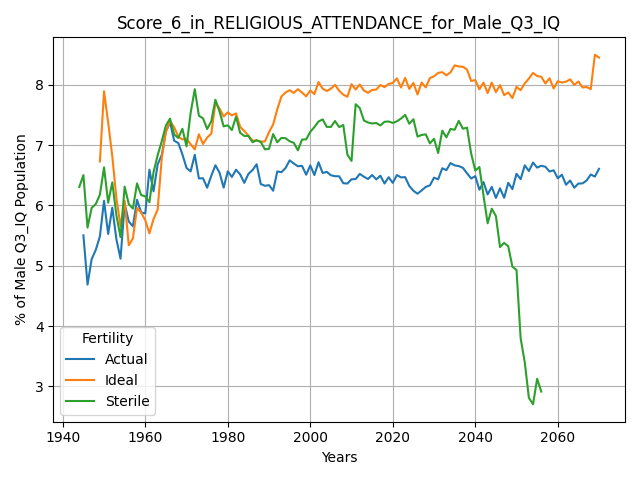 Score_6_in_RELIGIOUS_ATTENDANCE_for_Male_Q3_IQ
% of Male Q3_IQ Population
8
7
6
5
4
3
Fertility
Actual
Ideal
Sterile
1940 1960 1980 2000 2020 2040 2060
Years